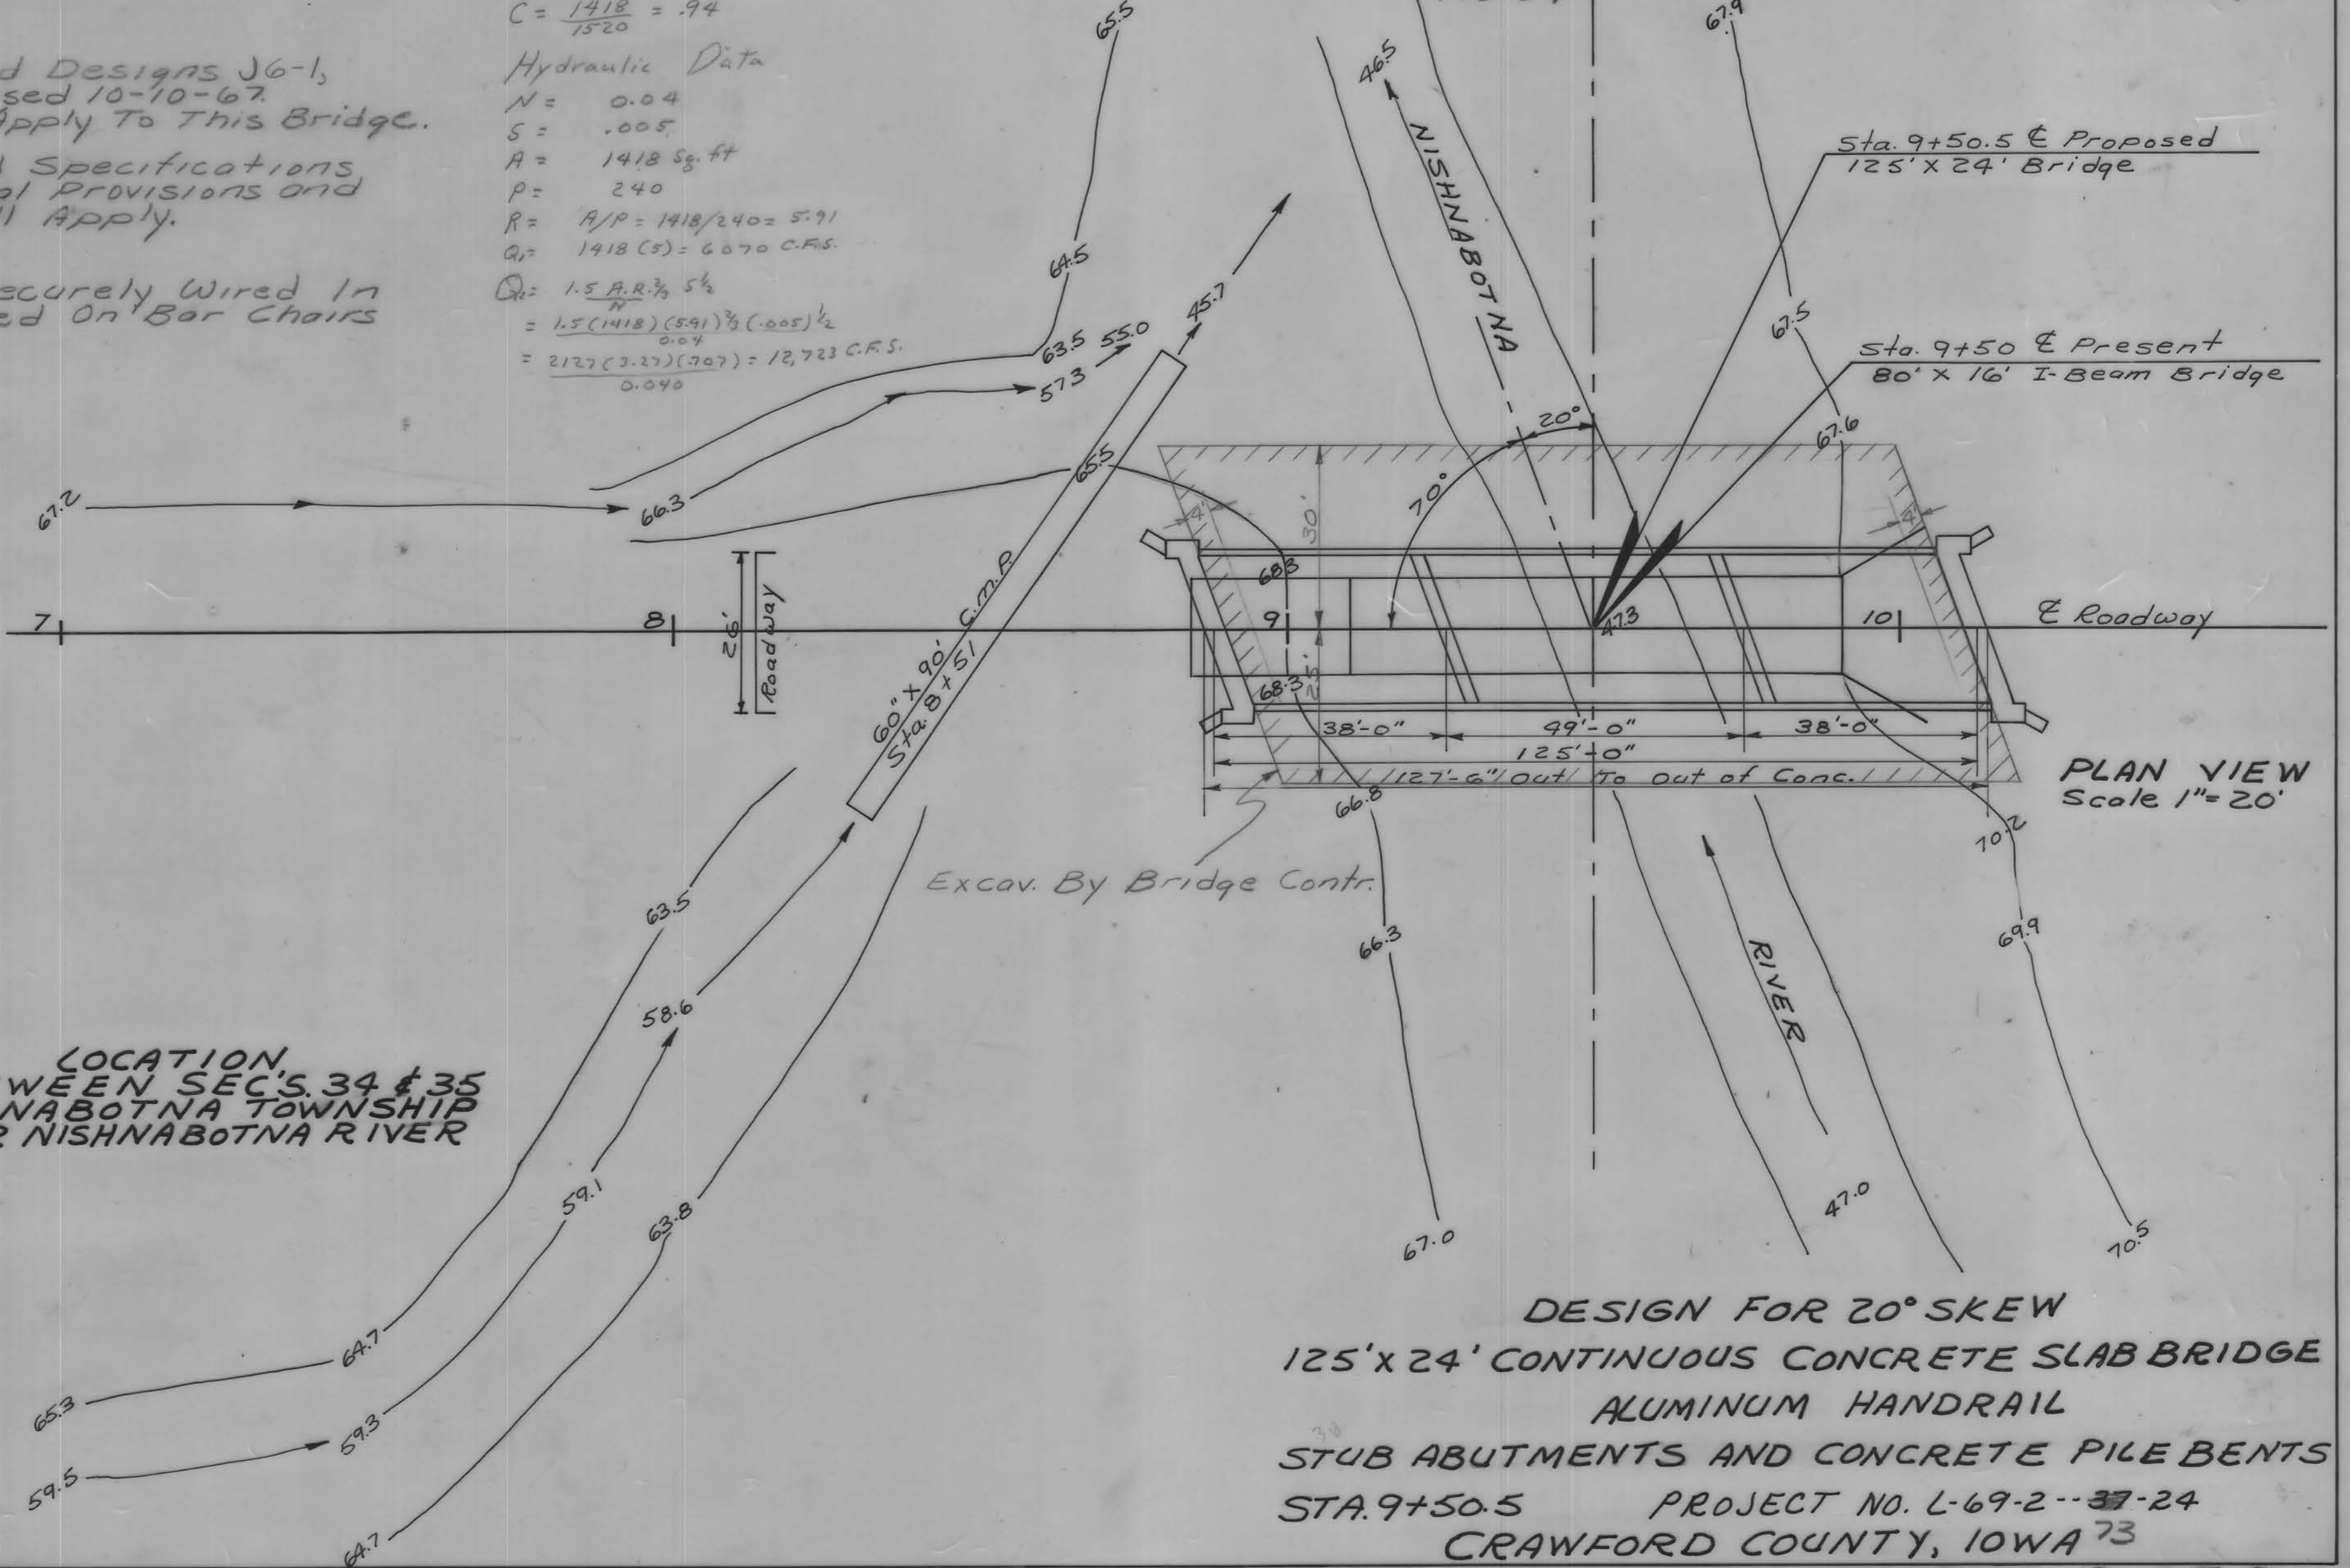 C = 1418/1520 = .94
d Designs J6-1,
sed 10-10-67.
Apply To This Bridge.
Specifications
Provisions and
Apply.
ecurely Wired In
ed On Bar Chairs
Hydraulic Data
N = 0.04
S = .005
A = 1418 Sq. ft
P = 240
R = A/P = 1418/240 = 5.91
Q₁= 1418 (5) = 6070 C.F.S.
Q₂= 1.5 A.R.⅔ S½ / N
= 1.5(1418)(5.91)⅔(.005)½ / 0.04
= 2127(3.27)(.707) / 0.040 = 12,723 C.F.S.
65.5
64.5
63.5 55.0
57.3
45.7
46.5
67.9
NISHNABOTNA
Sta. 9+50.5 ℄ Proposed
125' X 24' Bridge
67.5
Sta. 9+50 ℄ Present
80' X 16' I-Beam Bridge
20°
67.6
70°
67.2
66.3
65.5
4'
30'
4'
26'
Roadway
C.M.P.
60" X 90'
Sta. 8+51
68.3
7
8
9
47.3
10
℄ Roadway
68.3
25'
38'-0"
49'-0"
38'-0"
125'-0"
127'-6" Out To Out of Conc.
66.8
PLAN VIEW
Scale 1"=20'
70.2
Excav. By Bridge Contr.
63.5
66.3
69.9
RIVER
58.6
LOCATION
WEEN SEC'S. 34 & 35
NABOTNA TOWNSHIP
R NISHNABOTNA RIVER
59.1
63.8
67.0
47.0
70.5
64.7
65.3
59.3
59.5
64.7
DESIGN FOR 20° SKEW
125' X 24' CONTINUOUS CONCRETE SLAB BRIDGE
ALUMINUM HANDRAIL
STUB ABUTMENTS AND CONCRETE PILE BENTS
STA. 9+50.5 PROJECT NO. L-69-2--37-24
73
CRAWFORD COUNTY, IOWA